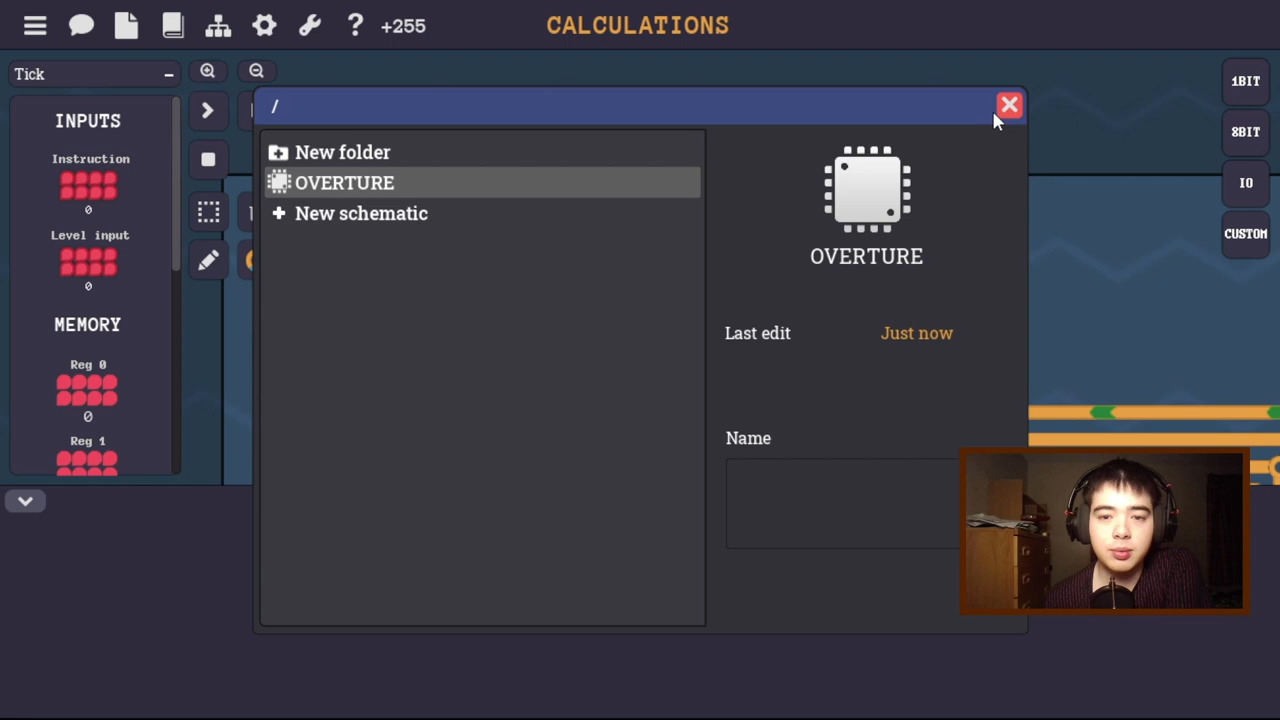 +255
CALCULATIONS
Tick
INPUTS
Instruction
0
Level input
0
MEMORY
Reg 0
0
Reg 1
/
New folder
OVERTURE
New schematic
OVERTURE
Last edit
Just now
Name
1BIT
8BIT
IO
CUSTOM